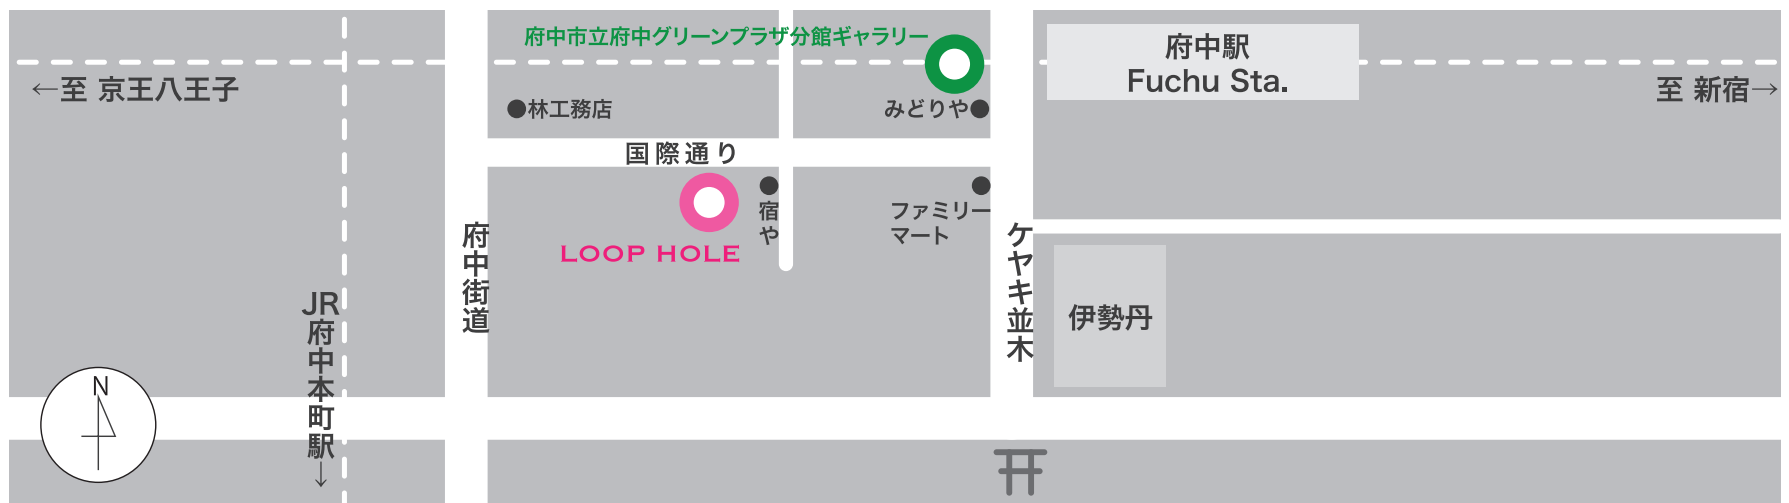 府中市立府中グリーンプラザ分館ギャラリー
府中駅
Fuchu Sta.
←至 京王八王子
至 新宿→
林工務店
みどりや
国際通り
宿や
ファミリー
マート
LOOP HOLE
府中街道
ケヤキ並木
伊勢丹
JR府中本町駅→
N